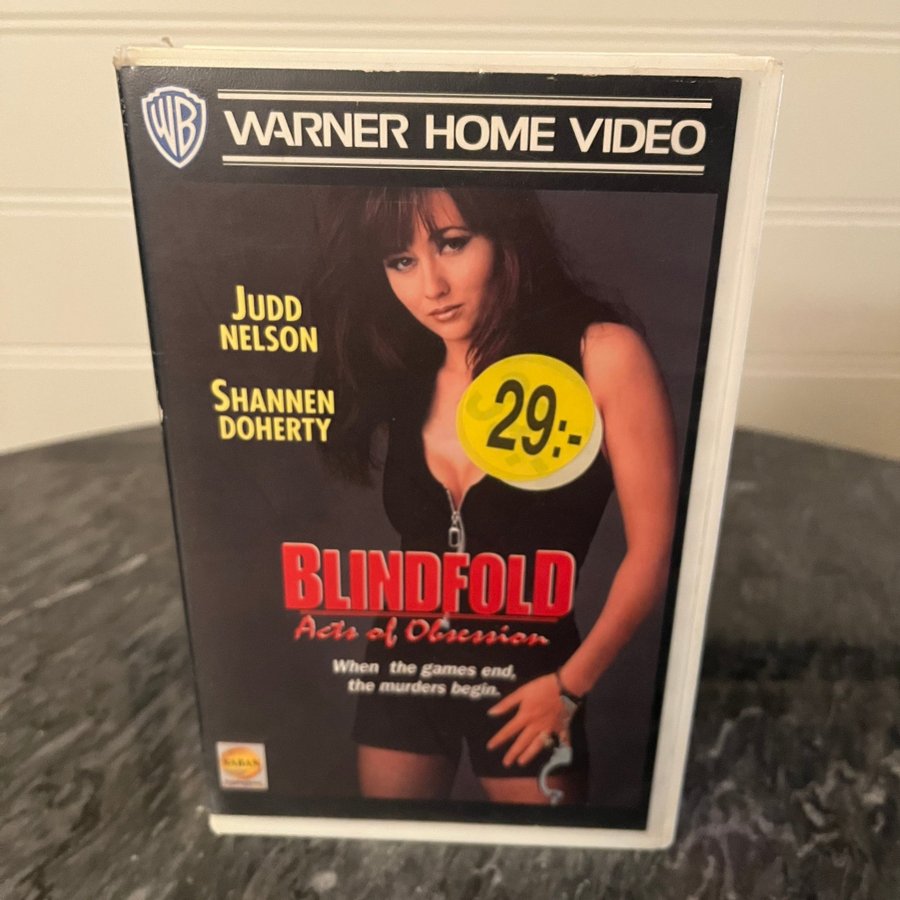 WB
WARNER HOME VIDEO
JUDD
NELSON
SHANNEN
DOHERTY
29:-
BLINDFOLD
Acts of Obsession
When the games end,
the murders begin.
SABAN